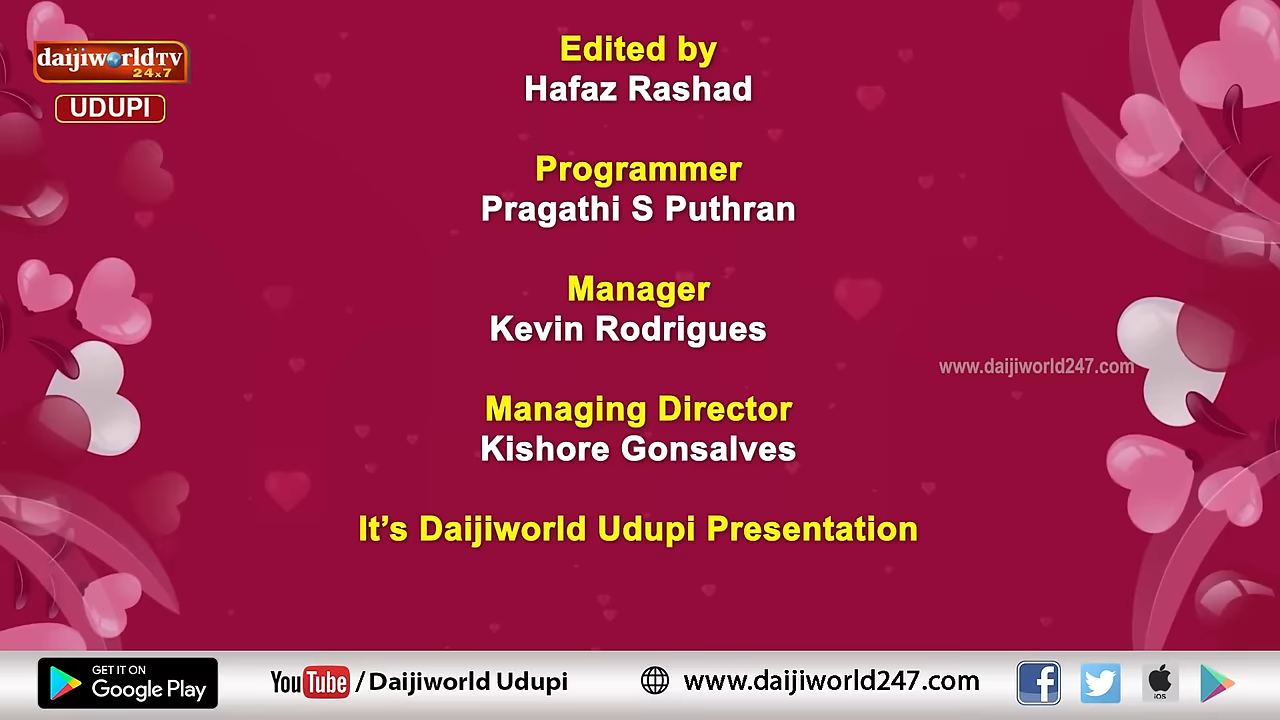 daijiworldTV
24x7
UDUPI
Edited by
Hafaz Rashad
Programmer
Pragathi S Puthran
Manager
Kevin Rodrigues
www.daijiworld247.com
Managing Director
Kishore Gonsalves
It’s Daijiworld Udupi Presentation
GET IT ON
Google Play
YouTube / Daijiworld Udupi
www.daijiworld247.com
f
iOS